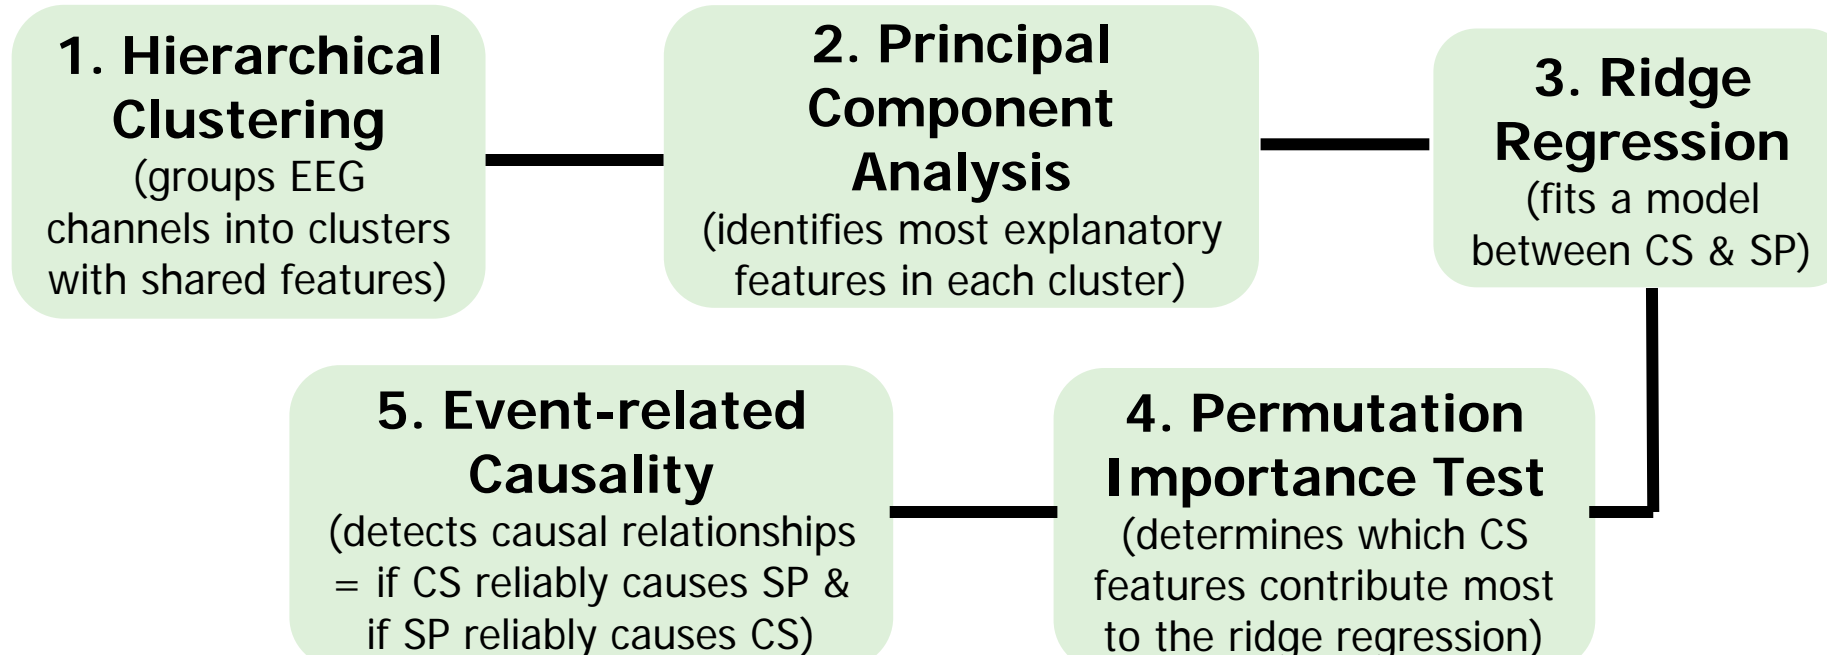 1. Hierarchical
Clustering
(groups EEG
channels into clusters
with shared features)
2. Principal
Component
Analysis
(identifies most explanatory
features in each cluster)
3. Ridge
Regression
(fits a model
between CS & SP)
4. Permutation
Importance Test
(determines which CS
features contribute most
to the ridge regression)
5. Event-related
Causality
(detects causal relationships
= if CS reliably causes SP &
if SP reliably causes CS)